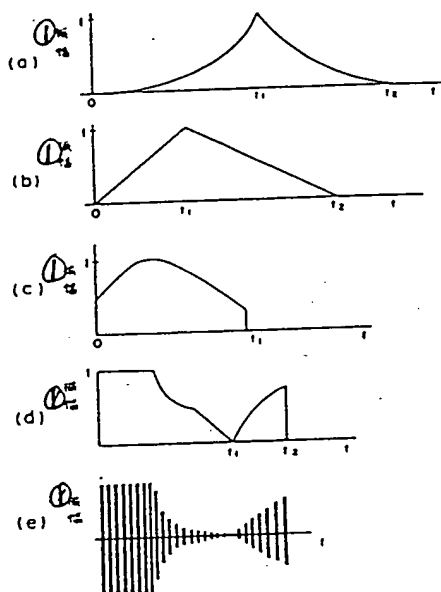 (a)
1
0 t₁ t₂ t
(b)
1
0 t₁ t₂ t
(c)
1
0 t₁ t
(d)
1
t₁ t₂ t
(e)
t